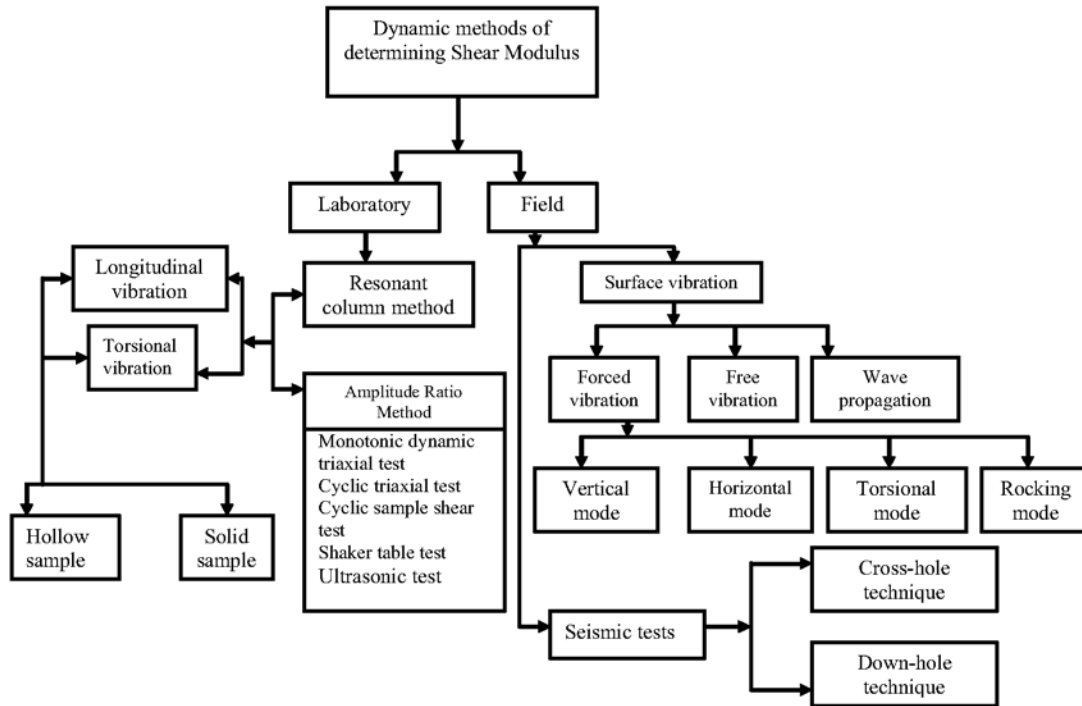 Dynamic methods of
determining Shear Modulus
Laboratory
Field
Longitudinal
vibration
Resonant
column method
Surface vibration
Torsional
vibration
Forced
vibration
Free
vibration
Wave
propagation
Amplitude Ratio
Method
Monotonic dynamic
triaxial test
Cyclic triaxial test
Cyclic sample shear
test
Shaker table test
Ultrasonic test
Vertical
mode
Horizontal
mode
Torsional
mode
Rocking
mode
Hollow
sample
Solid
sample
Cross-hole
technique
Seismic tests
Down-hole
technique